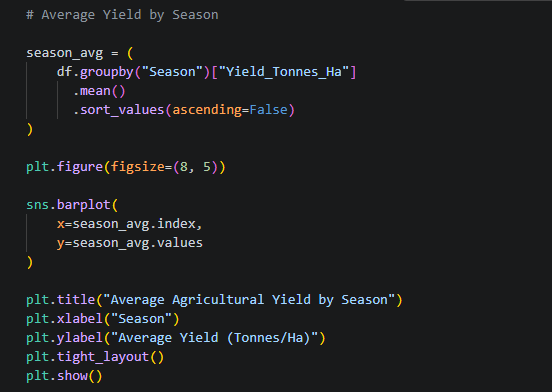 # Average Yield by Season

season_avg = (
    df.groupby("Season")["Yield_Tonnes_Ha"]
      .mean()
      .sort_values(ascending=False)
)

plt.figure(figsize=(8, 5))

sns.barplot(
    x=season_avg.index,
    y=season_avg.values
)

plt.title("Average Agricultural Yield by Season")
plt.xlabel("Season")
plt.ylabel("Average Yield (Tonnes/Ha)")
plt.tight_layout()
plt.show()